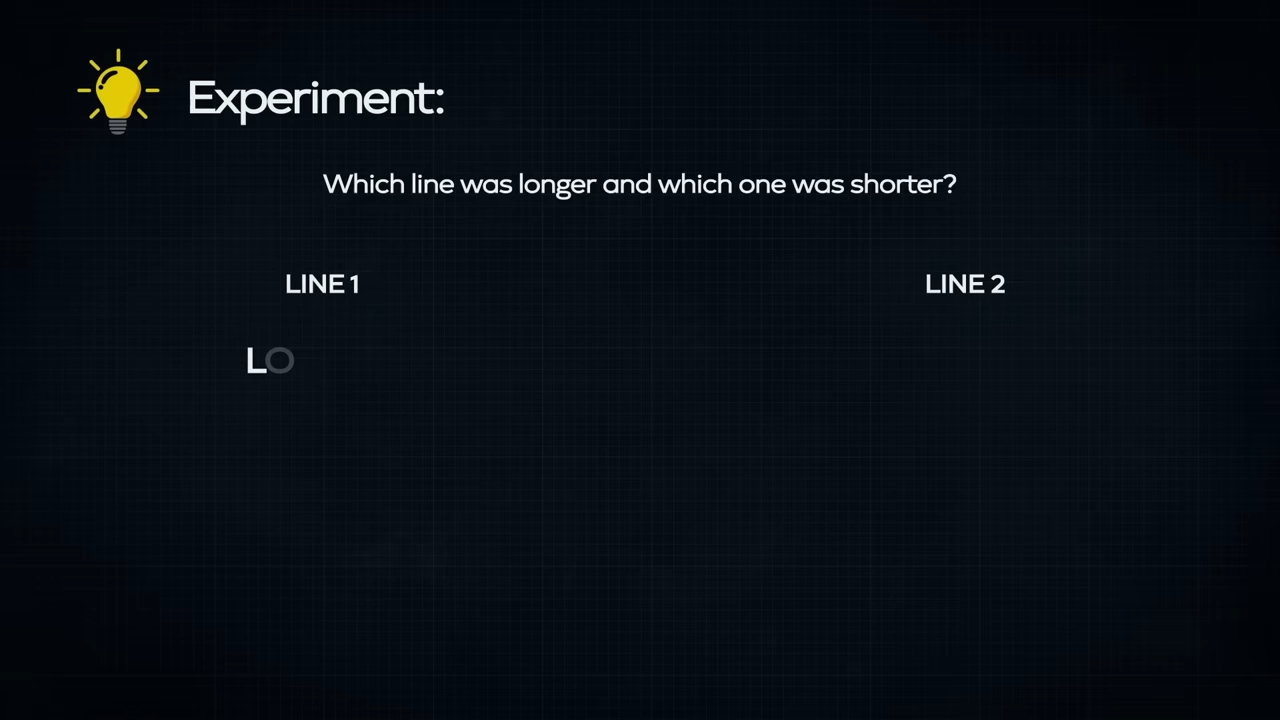 Experiment:
Which line was longer and which one was shorter?
LINE 1
LINE 2
LO